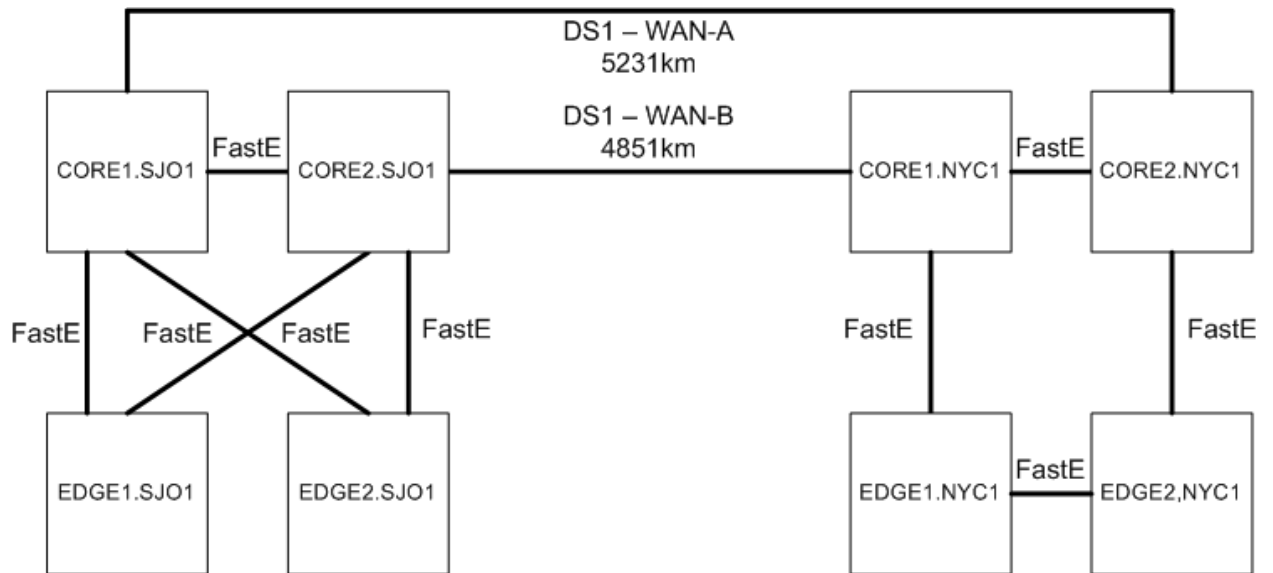 DS1 – WAN-A
5231km
DS1 – WAN-B
4851km
FastE
FastE
CORE1.SJO1
CORE2.SJO1
CORE1.NYC1
CORE2.NYC1
FastE
FastE
FastE
FastE
FastE
FastE
FastE
EDGE1.SJO1
EDGE2.SJO1
EDGE1.NYC1
EDGE2,NYC1